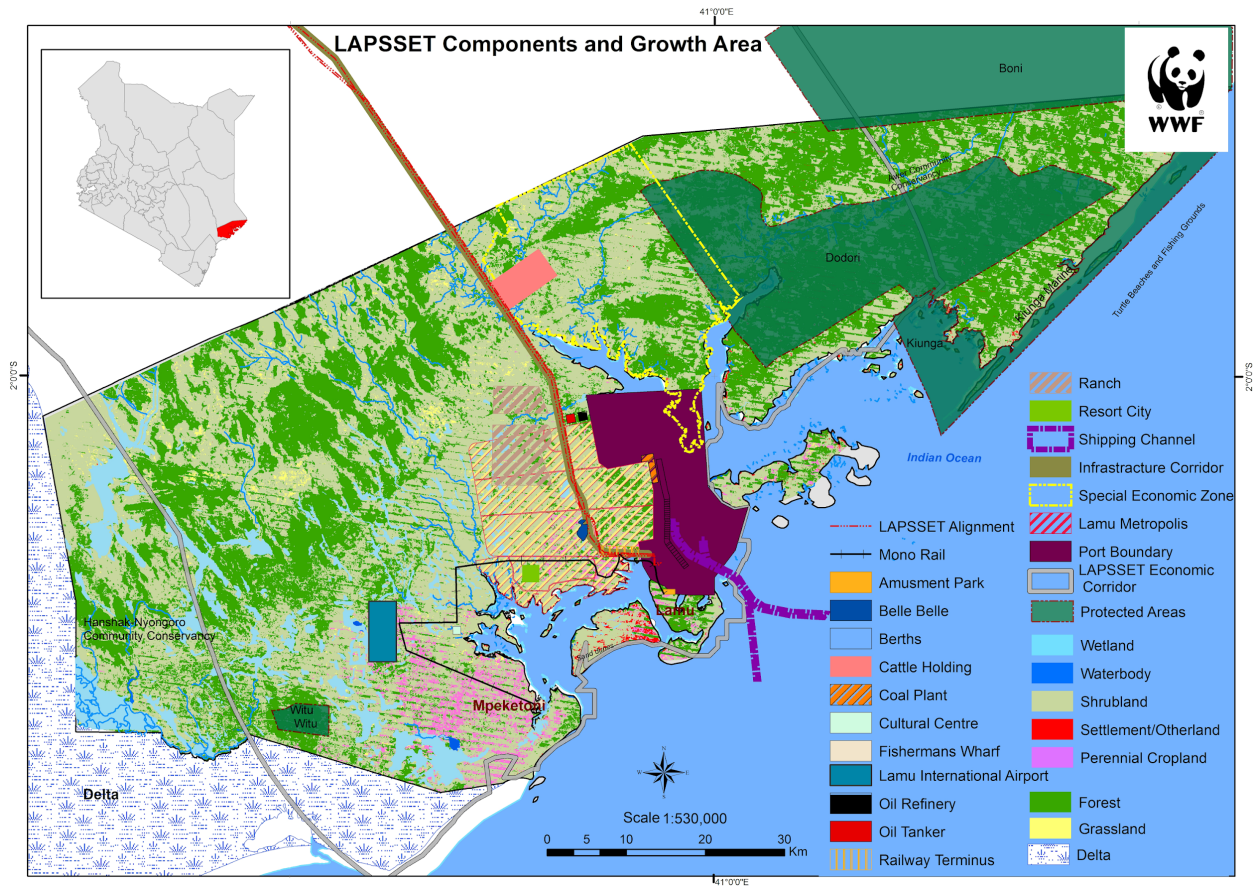 41°0'0"E
LAPSSET Components and Growth Area
Boni
© ®
WWF
Awer Community
Conservancy
Dodori
Turtle Beaches and Fishing Grounds
Kiunga Marine
Kiunga
2°0'0"S
2°0'0"S
Indian Ocean
Lamu
Sand Dunes
Hanshak-Nyongoro
Community Conservancy
Mpeketoni
Witu
Witu
Delta
N
W
E
S
Scale 1:530,000
0 5 10 20 30
Km
LAPSSET Alignment
Mono Rail
Amusment Park
Belle Belle
Berths
Cattle Holding
Coal Plant
Cultural Centre
Fishermans Wharf
Lamu International Airport
Oil Refinery
Oil Tanker
Railway Terminus
Ranch
Resort City
Shipping Channel
Infrastracture Corridor
Special Economic Zone
Lamu Metropolis
Port Boundary
LAPSSET Economic
Corridor
Protected Areas
Wetland
Waterbody
Shrubland
Settlement/Otherland
Perennial Cropland
Forest
Grassland
Delta
41°0'0"E